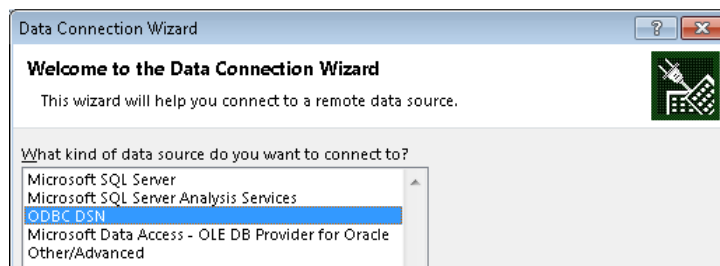 Data Connection Wizard
?
Welcome to the Data Connection Wizard
This wizard will help you connect to a remote data source.
What kind of data source do you want to connect to?
Microsoft SQL Server
Microsoft SQL Server Analysis Services
ODBC DSN
Microsoft Data Access - OLE DB Provider for Oracle
Other/Advanced